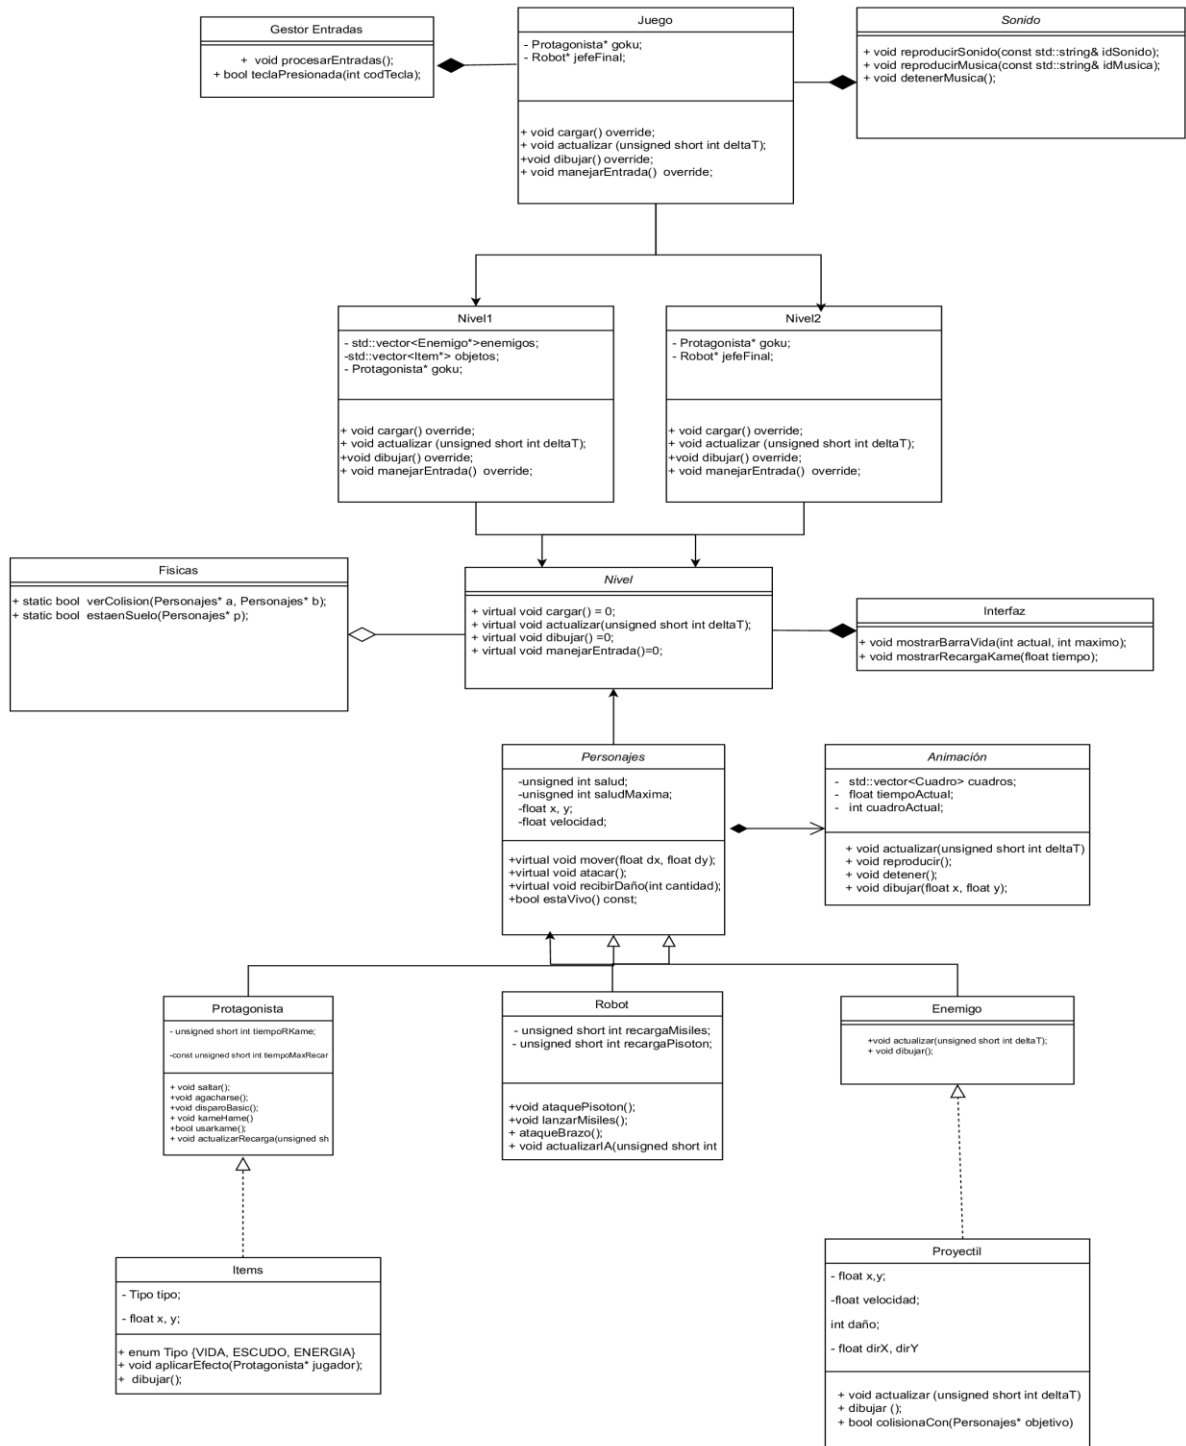 Gestor Entradas
+ void procesarEntradas();
+ bool teclaPresionada(int codTecla);
Juego
- Protagonista* goku;
- Robot* jefeFinal;
+ void cargar() override;
+ void actualizar (unsigned short int deltaT);
+void dibujar() override;
+ void manejarEntrada() override;
Sonido
+ void reproducirSonido(const std::string& idSonido);
+ void reproducirMusica(const std::string& idMusica);
+ void detenerMusica();
Nivel1
- std::vector<Enemigo*>enemigos;
-std::vector<Item*> objetos;
- Protagonista* goku;
+ void cargar() override;
+ void actualizar (unsigned short int deltaT);
+void dibujar() override;
+ void manejarEntrada() override;
Nivel2
- Protagonista* goku;
- Robot* jefeFinal;
+ void cargar() override;
+ void actualizar (unsigned short int deltaT);
+void dibujar() override;
+ void manejarEntrada() override;
Fisicas
+ static bool verColision(Personajes* a, Personajes* b);
+ static bool estaenSuelo(Personajes* p);
Nivel
+ virtual void cargar() = 0;
+ virtual void actualizar(unsigned short int deltaT);
+ virtual void dibujar() =0;
+ virtual void manejarEntrada()=0;
Interfaz
+ void mostrarBarraVida(int actual, int maximo);
+ void mostrarRecargaKame(float tiempo);
Personajes
-unsigned int salud;
-unisgned int saludMaxima;
-float x, y;
-float velocidad;
+virtual void mover(float dx, float dy);
+virtual void atacar();
+virtual void recibirDaño(int cantidad);
+bool estaVivo() const;
Animación
- std::vector<Cuadro> cuadros;
- float tiempoActual;
- int cuadroActual;
+ void actualizar(unsigned short int deltaT)
+ void reproducir();
+ void detener();
+ void dibujar(float x, float y);
Protagonista
- unsigned short int tiempoRKame;
-const unsigned short int tiempoMaxRecar
+ void saltar();
+void agacharse();
+void disparoBasic();
+ void kameHame()
+bool usarkame();
+ void actualizarRecarga(unsigned sh
Robot
- unsigned short int recargaMisiles;
- unsigned short int recargaPisoton;
+void ataquePisoton();
+void lanzarMisiles();
+ ataqueBrazo();
+ void actualizarIA(unsigned short int
Enemigo
+void actualizar(unsigned short int deltaT);
+ void dibujar();
Items
- Tipo tipo;
- float x, y;
+ enum Tipo {VIDA, ESCUDO, ENERGIA}
+ void aplicarEfecto(Protagonista* jugador);
+ dibujar();
Proyectil
- float x,y;
-float velocidad;
int daño;
- float dirX, dirY
+ void actualizar (unsigned short int deltaT)
+ dibujar ();
+ bool colisionaCon(Personajes* objetivo)